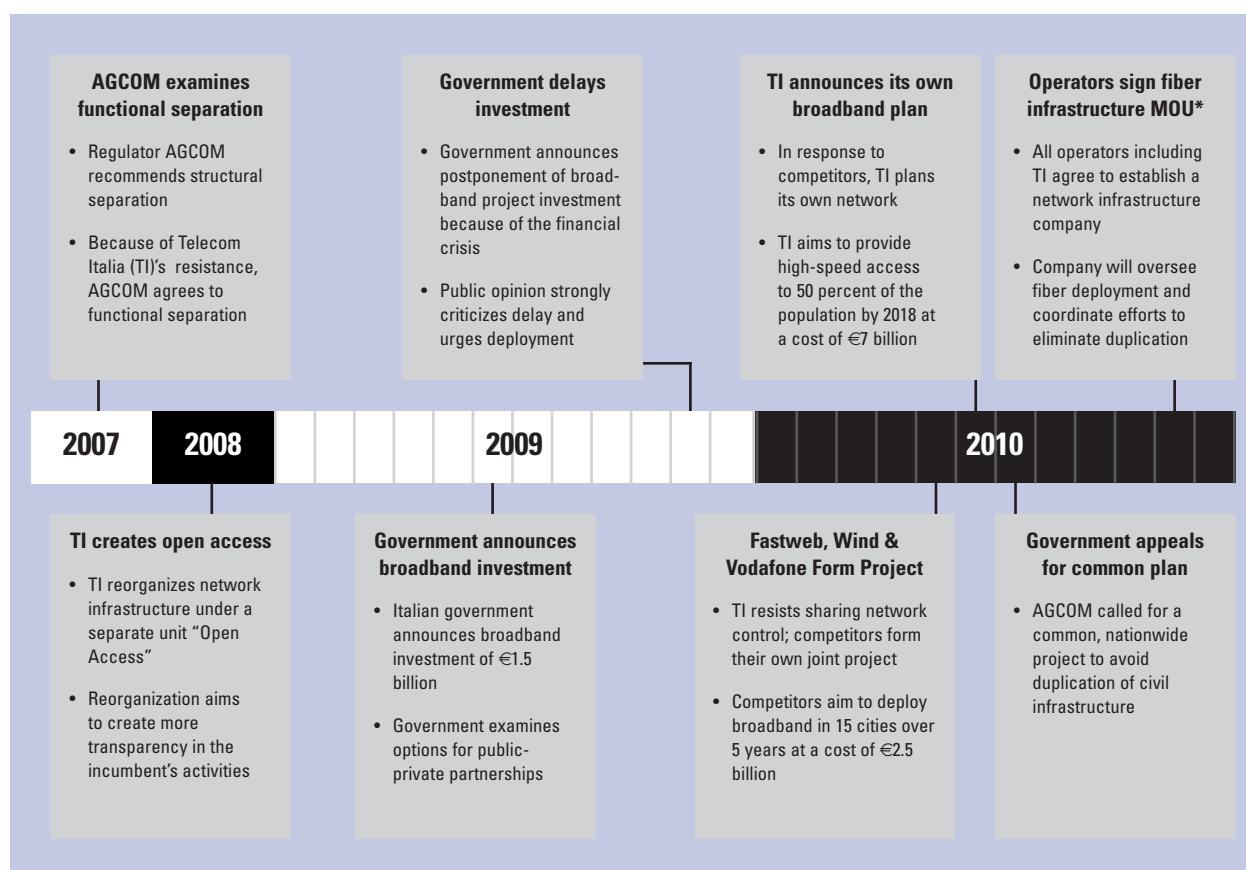 AGCOM examines
functional separation
• Regulator AGCOM
recommends structural
separation
• Because of Telecom
Italia (TI)'s resistance,
AGCOM agrees to
functional separation
Government delays
investment
• Government announces
postponement of broad-
band project investment
because of the financial
crisis
• Public opinion strongly
criticizes delay and
urges deployment
TI announces its own
broadband plan
• In response to
competitors, TI plans
its own network
• TI aims to provide
high-speed access
to 50 percent of the
population by 2018 at
a cost of €7 billion
Operators sign fiber
infrastructure MOU*
• All operators including
TI agree to establish a
network infrastructure
company
• Company will oversee
fiber deployment and
coordinate efforts to
eliminate duplication
2007 2008 2009 2010
TI creates open access
• TI reorganizes network
infrastructure under a
separate unit “Open
Access”
• Reorganization aims
to create more
transparency in the
incumbent's activities
Government announces
broadband investment
• Italian government
announces broadband
investment of €1.5
billion
• Government examines
options for public-
private partnerships
Fastweb, Wind &
Vodafone Form Project
• TI resists sharing network
control; competitors form
their own joint project
• Competitors aim to deploy
broadband in 15 cities over
5 years at a cost of €2.5
billion
Government appeals
for common plan
• AGCOM called for a
common, nationwide
project to avoid
duplication of civil
infrastructure